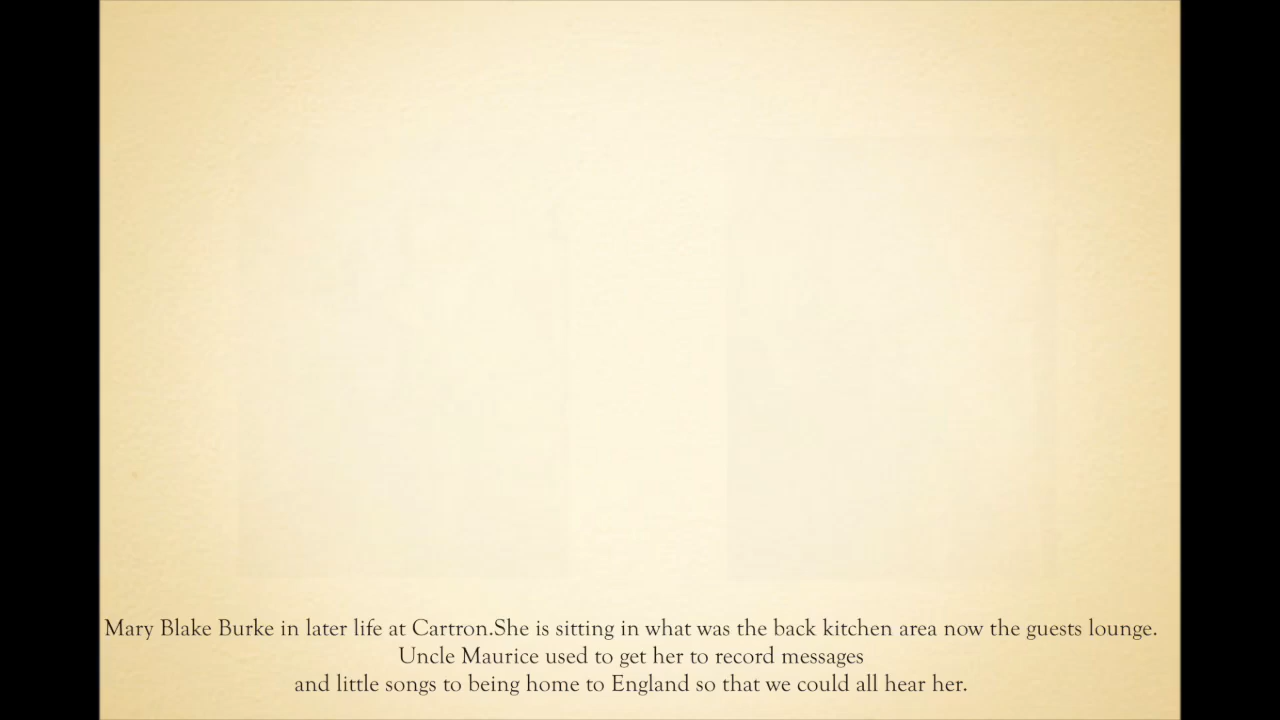 Mary Blake Burke in later life at Cartron.She is sitting in what was the back kitchen area now the guests lounge.
Uncle Maurice used to get her to record messages
and little songs to being home to England so that we could all hear her.